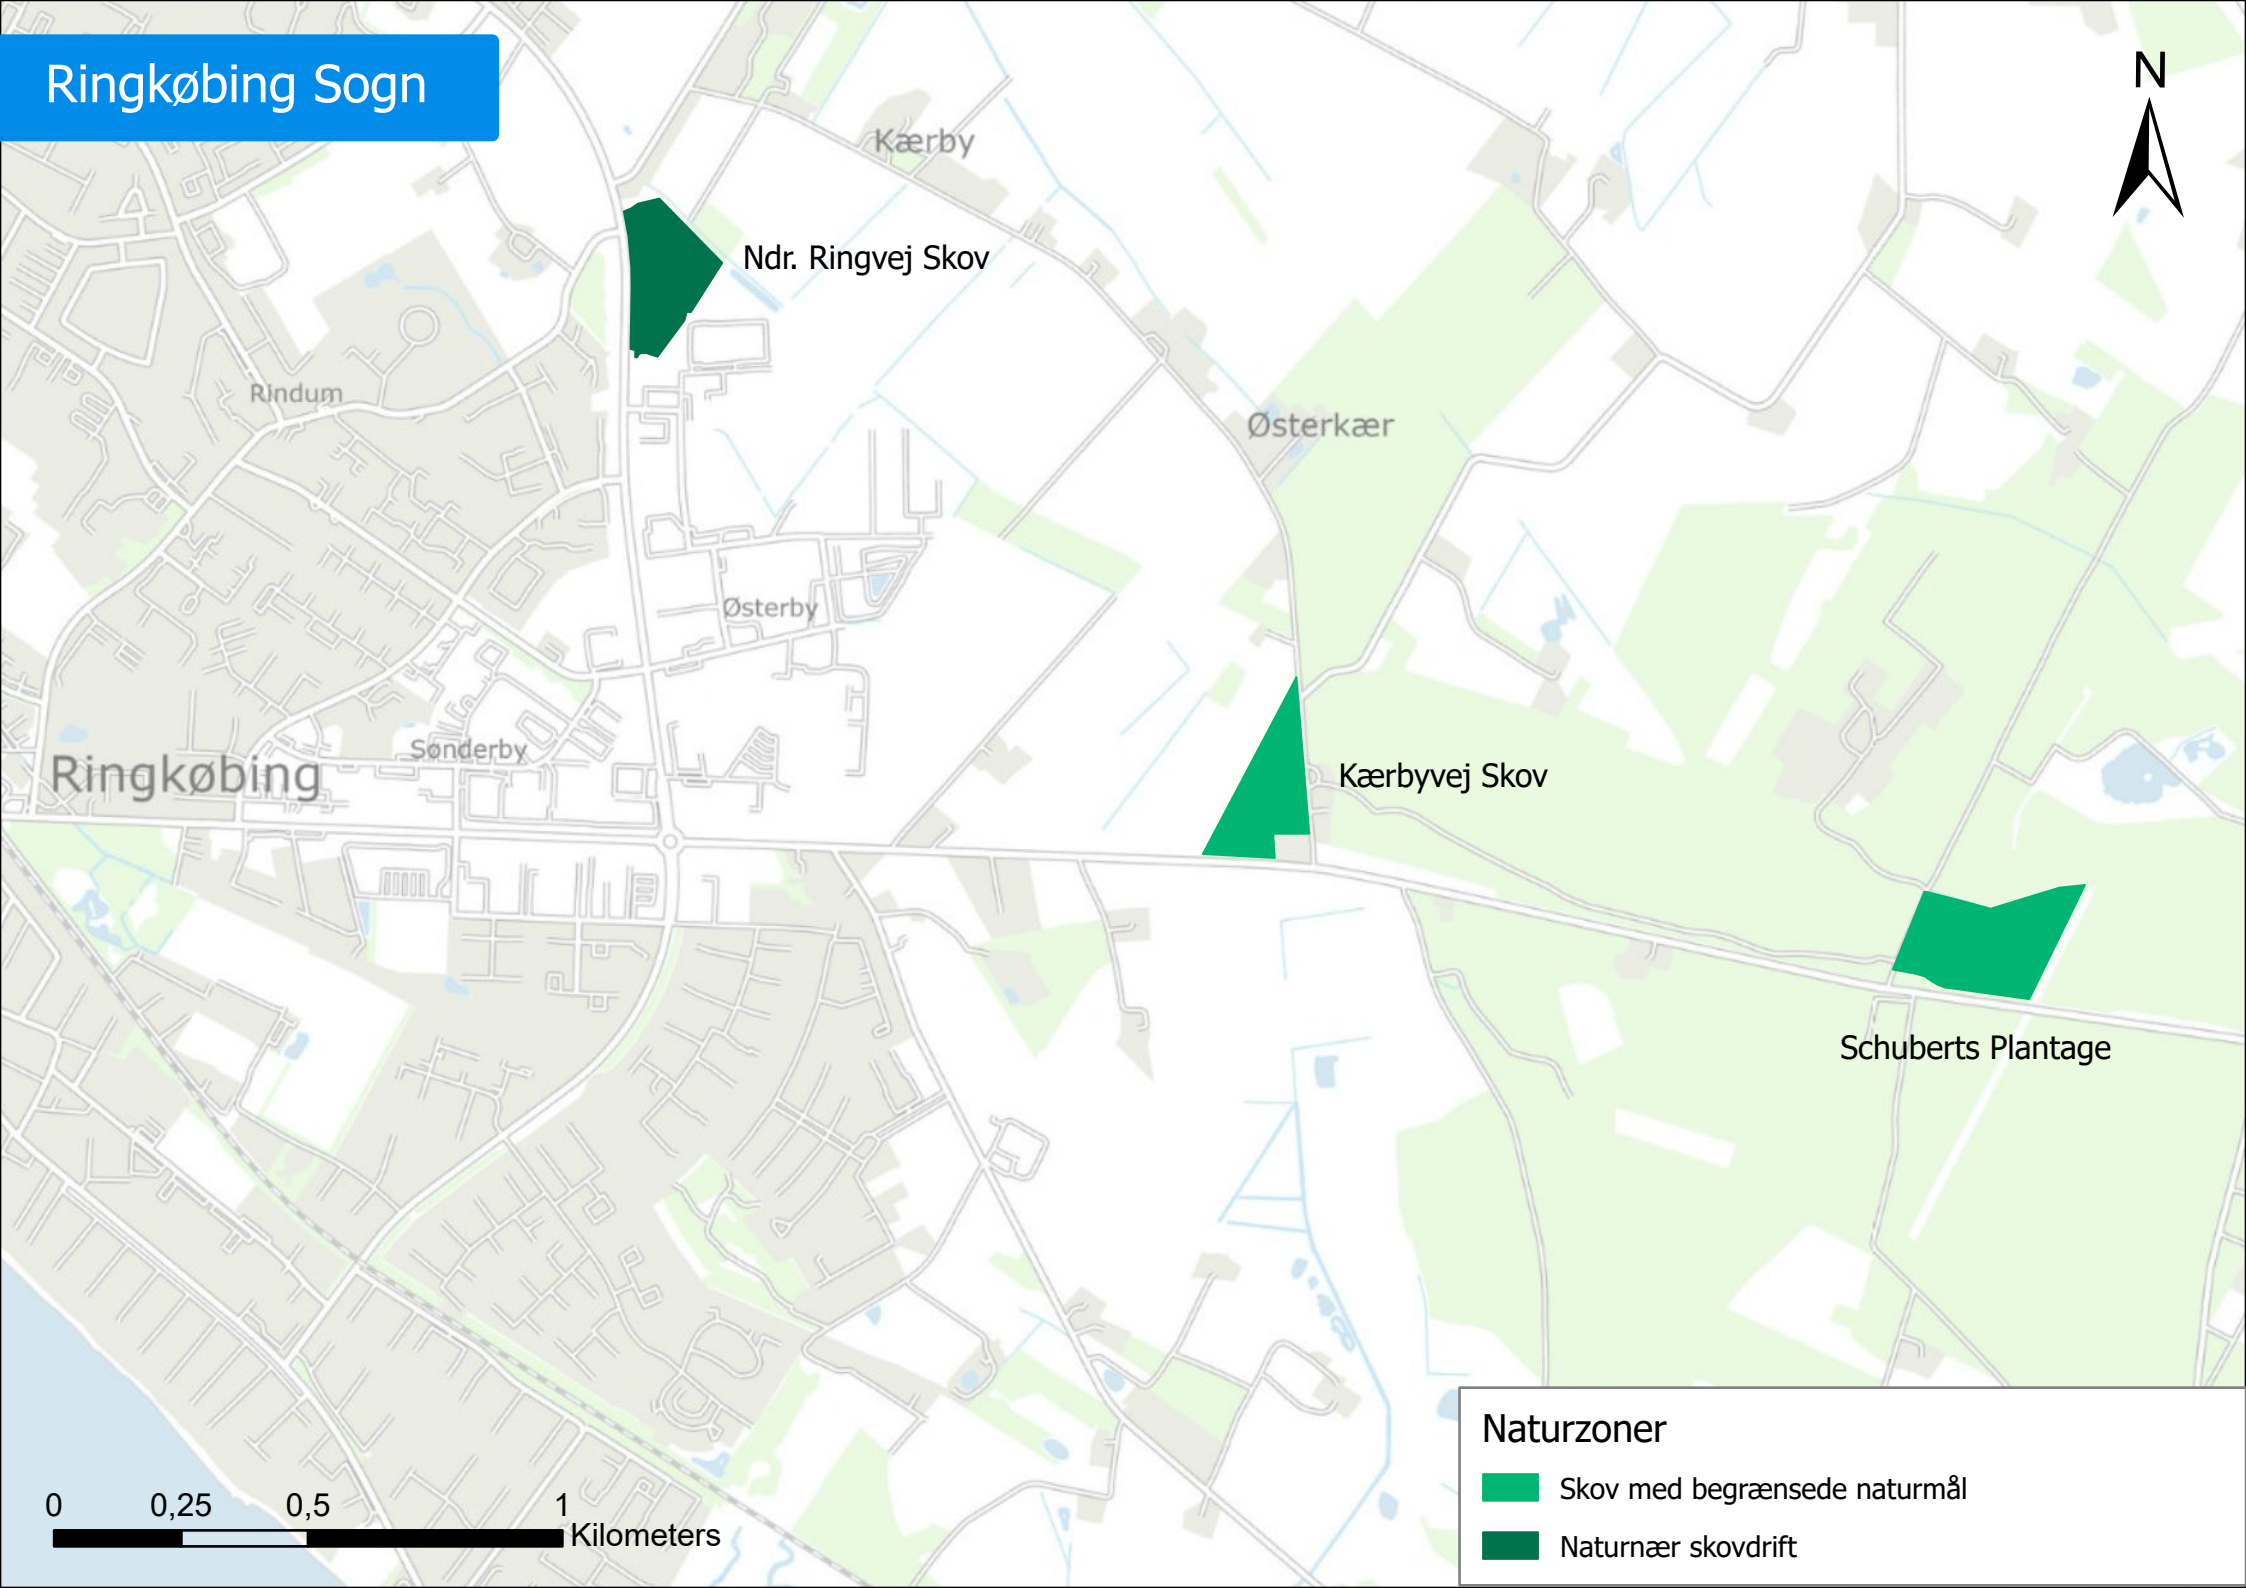 Ringkøbing Sogn
N
Kærby
Ndr. Ringvej Skov
Rindum
Østerkær
Østerby
Sønderby
Ringkøbing
Kærbyvej Skov
Schuberts Plantage
Naturzoner
Skov med begrænsede naturmål
Naturnær skovdrift
0 0,25 0,5 1
Kilometers